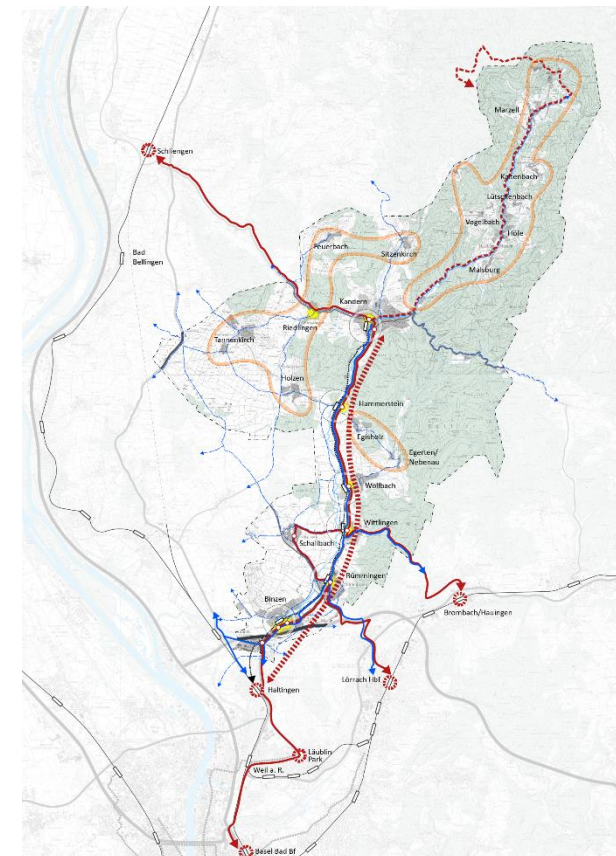 Marzell
Schliengen
Kaltenbach
Lütschenbach
Vogelbach
Höle
Feuerbach
Sitzenkirch
Bad
Bellingen
Malsburg
Kandern
Riedlingen
Tannenkirch
Holzen
Hammerstein
Egisholz
Egerten/
Nebenau
Wollbach
Wittlingen
Schallbach
Rümmingen
Binzen
Brombach/Hauingen
Lörrach Hbf
Haltingen
Läublin
Park
Weil a. R.
Basel Bad Bf